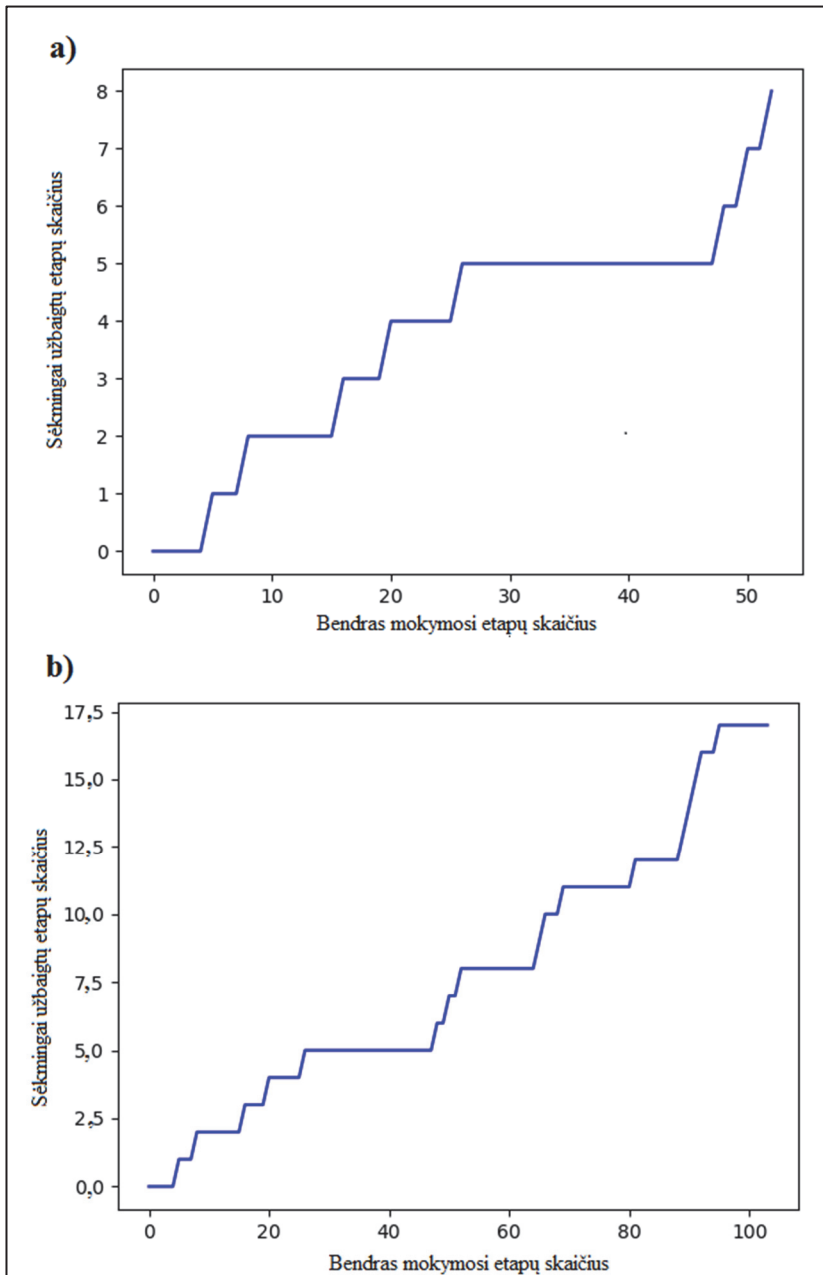 a)
8
7
6
5
4
3
2
1
0
Sėkmingai užbaigtų etapų skaičius
0 10 20 30 40 50
Bendras mokymosi etapų skaičius
b)
17,5
15,0
12,5
10,0
7,5
5,0
2,5
0,0
Sėkmingai užbaigtų etapų skaičius
0 20 40 60 80 100
Bendras mokymosi etapų skaičius